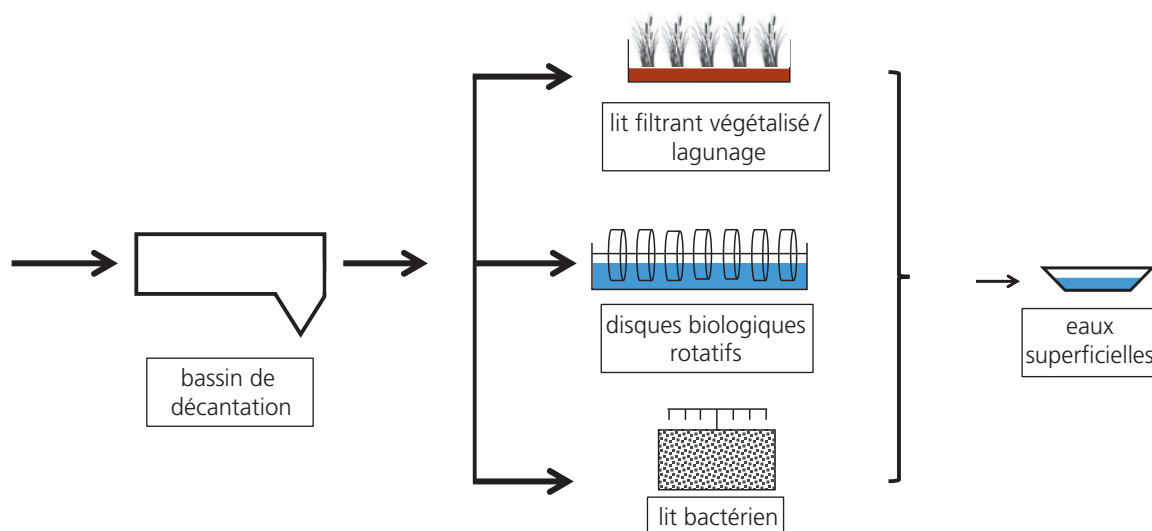 lit filtrant végétalisé /
lagunage
disques biologiques
rotatifs
eaux
superficielles
bassin de
décantation
lit bactérien